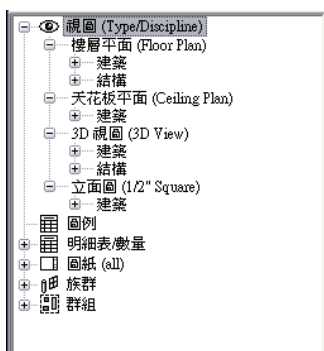 視圖 (Type/Discipline)
樓層平面 (Floor Plan)
建築
結構
天花板平面 (Ceiling Plan)
建築
3D 視圖 (3D View)
建築
結構
立面圖 (1/2" Square)
建築
圖例
明細表/數量
圖紙 (all)
族群
群組